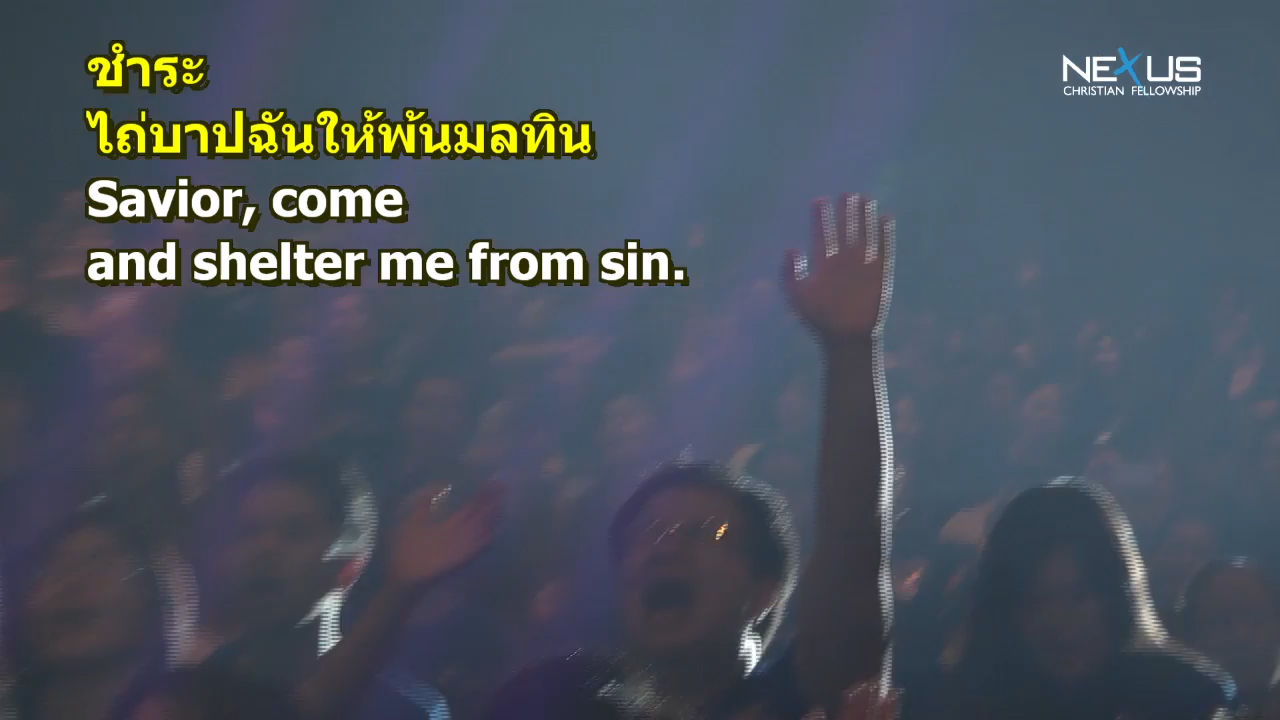 ชำระ
ไถ่บาปฉันให้พ้นมลทิน
Savior, come
and shelter me from sin.
NEXUS
CHRISTIAN FELLOWSHIP